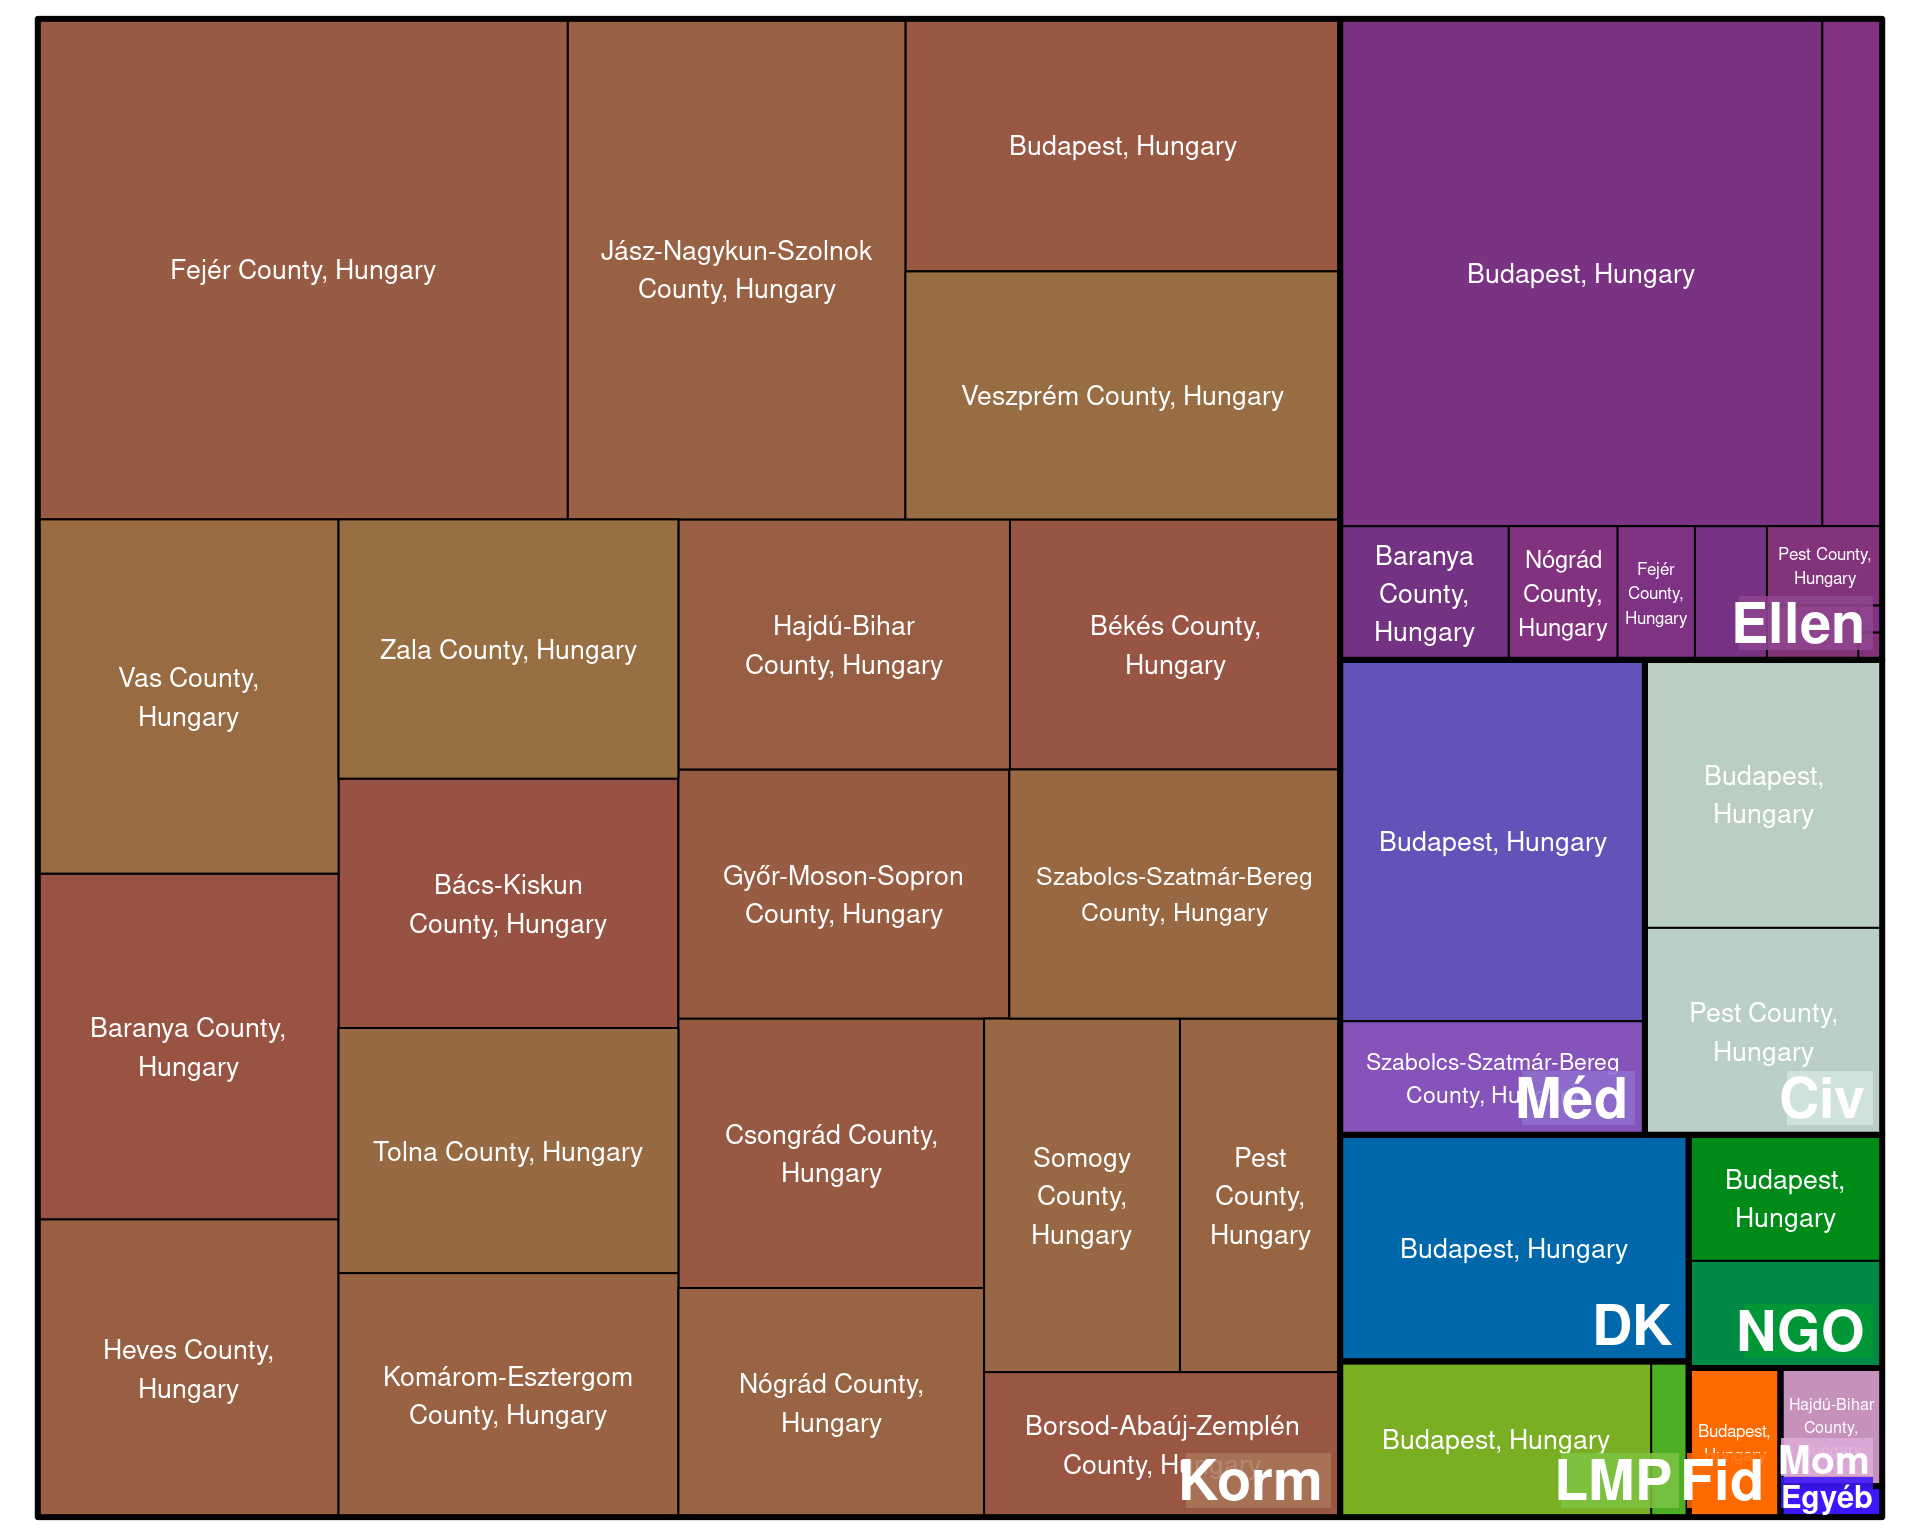 Fejér County, Hungary
Jász-Nagykun-Szolnok
County, Hungary
Budapest, Hungary
Veszprém County, Hungary
Vas County,
Hungary
Zala County, Hungary
Hajdú-Bihar
County, Hungary
Békés County,
Hungary
Baranya County,
Hungary
Bács-Kiskun
County, Hungary
Győr-Moson-Sopron
County, Hungary
Szabolcs-Szatmár-Bereg
County, Hungary
Heves County,
Hungary
Tolna County, Hungary
Komárom-Esztergom
County, Hungary
Csongrád County,
Hungary
Nógrád County,
Hungary
Somogy
County,
Hungary
Pest
County,
Hungary
Borsod-Abaúj-Zemplén
County, Hungary
Korm
Budapest, Hungary
Baranya
County,
Hungary
Nógrád
County,
Hungary
Fejér
County,
Hungary
Pest County,
Hungary
Ellen
Budapest, Hungary
Szabolcs-Szatmár-Bereg
County, Hu
Méd
Budapest,
Hungary
Pest County,
Hungary
Civ
Budapest, Hungary
DK
Budapest,
Hungary
NGO
Budapest, Hungary
LMP
Budapest,
Hungary
Fid
Hajdú-Bihar
County,
Mom
Egyéb